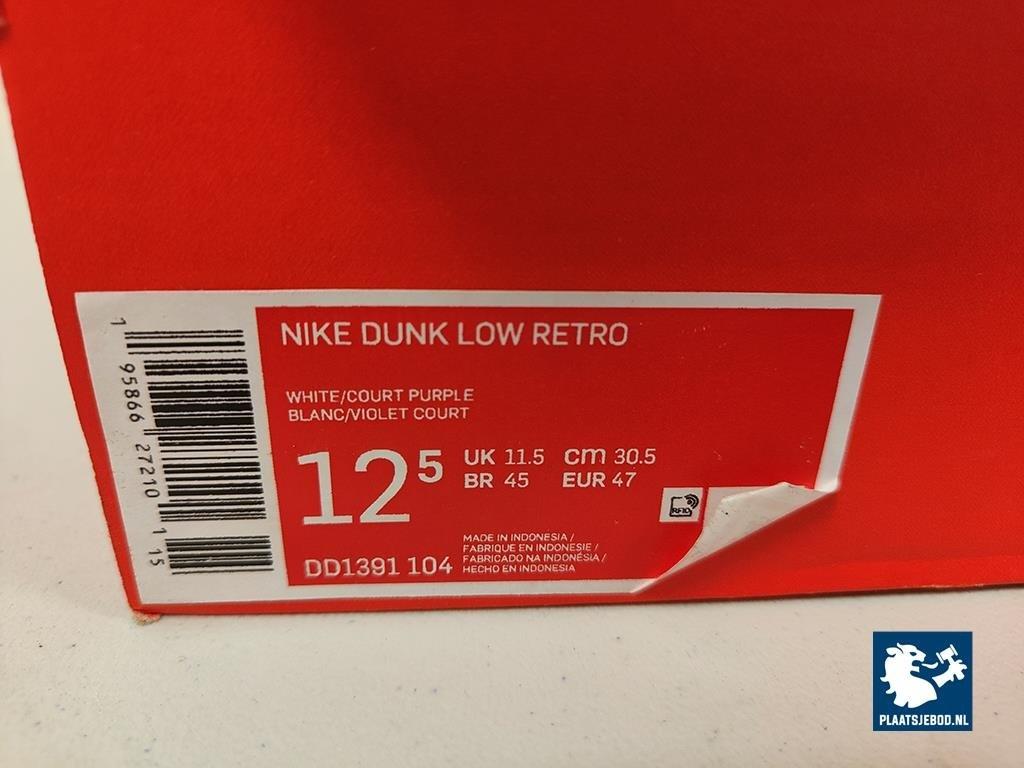 NIKE DUNK LOW RETRO
WHITE/COURT PURPLE
BLANC/VIOLET COURT
12⁵ UK 11.5 cm 30.5
BR 45 EUR 47
RFID
MADE IN INDONESIA /
FABRIQUE EN INDONESIE /
FABRICADO NA INDONÉSIA /
HECHO EN INDONESIA
DD1391 104
1 95866 27210 1 15
PLAATSJEBOD.NL